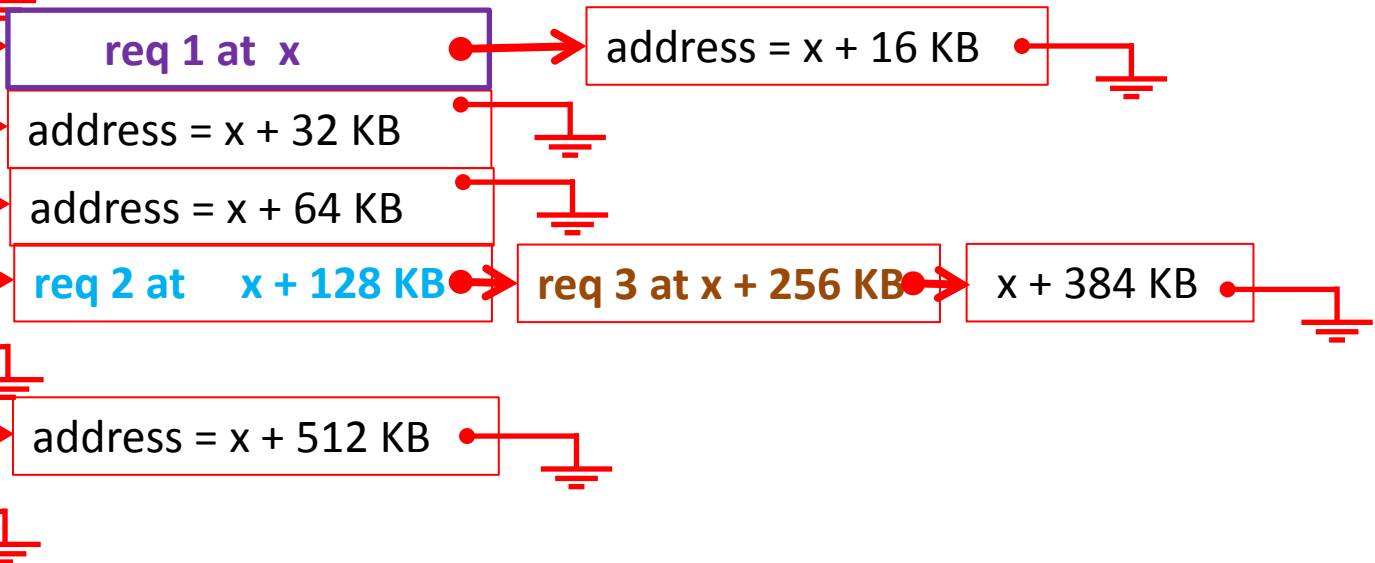 req 1 at x
address = x + 16 KB
address = x + 32 KB
address = x + 64 KB
req 2 at x + 128 KB
req 3 at x + 256 KB
x + 384 KB
address = x + 512 KB